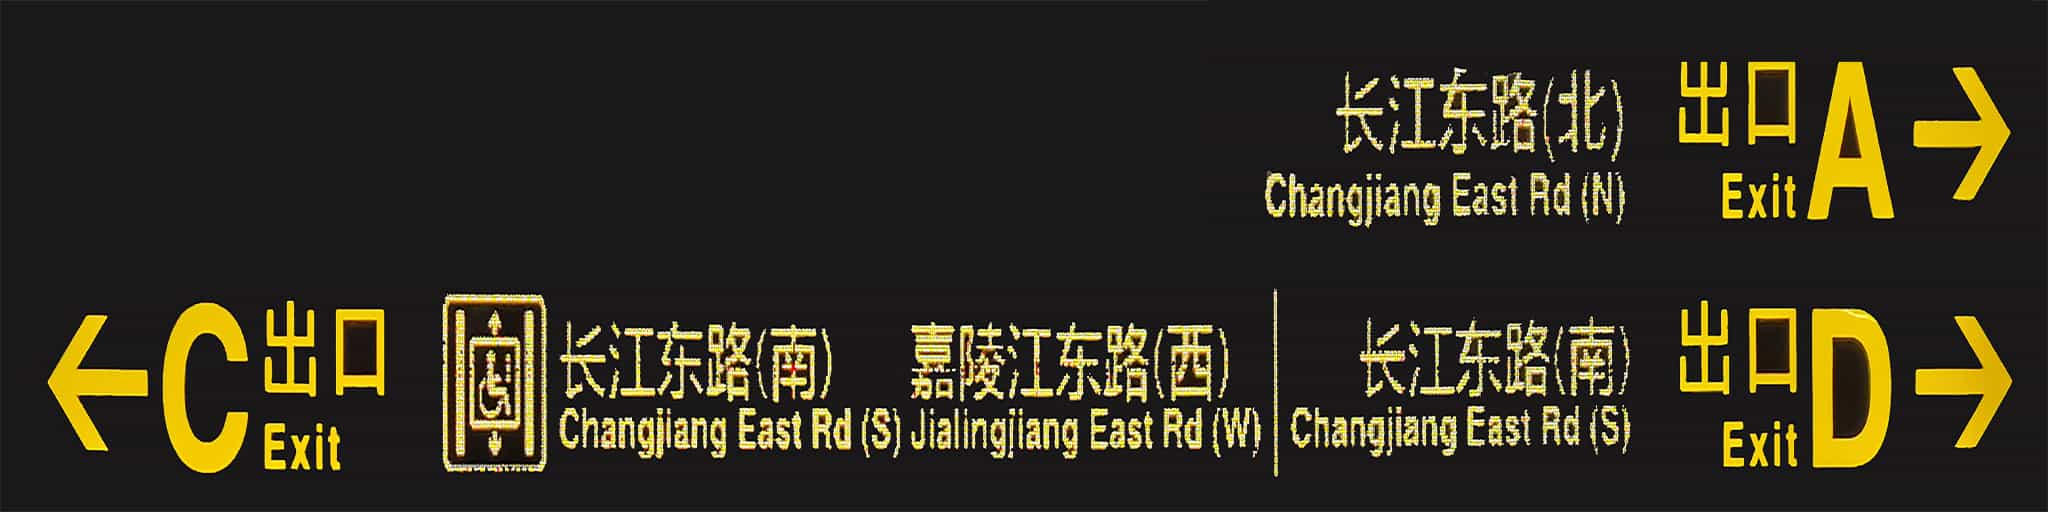 长江东路(北) 出口 A
Changjiang East Rd (N) Exit
C 出口 长江东路(南) 嘉陵江东路(西) 长江东路(南) 出口 D
Exit Changjiang East Rd (S) Jialingjiang East Rd (W) Changjiang East Rd (S) Exit